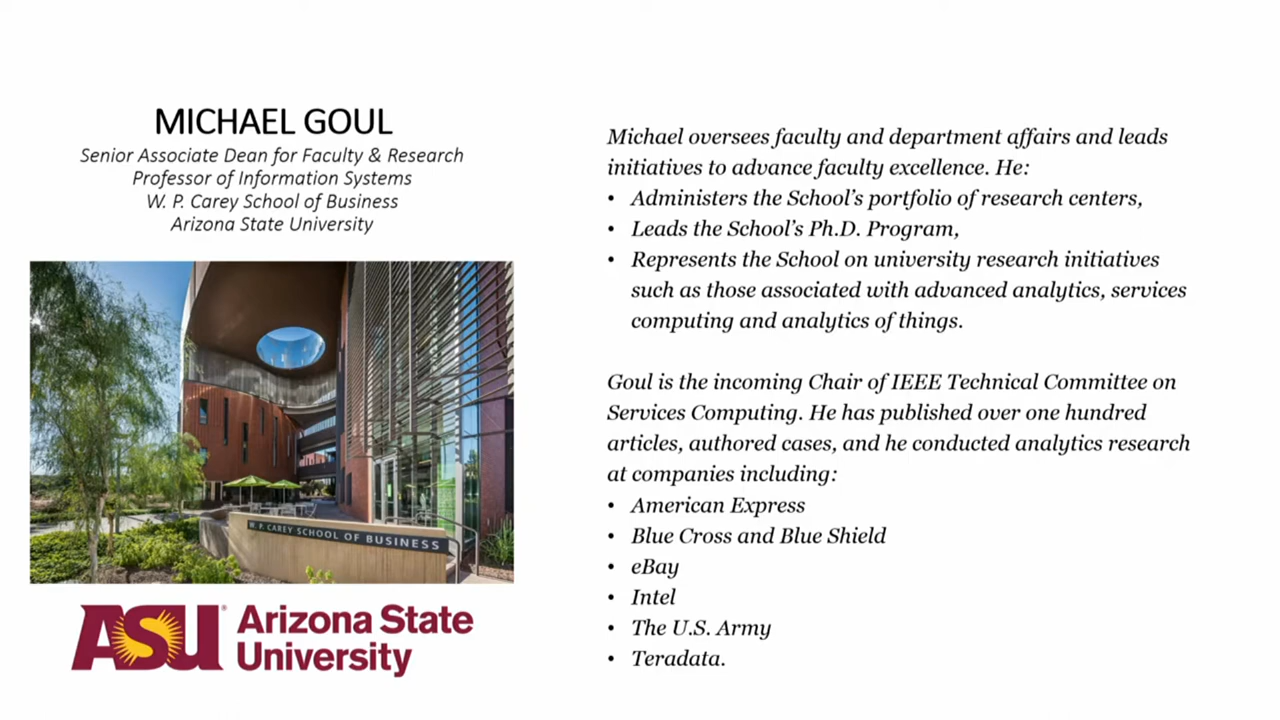 MICHAEL GOUL
Senior Associate Dean for Faculty & Research
Professor of Information Systems
W. P. Carey School of Business
Arizona State University
W. P. CAREY SCHOOL OF BUSINESS
ASU® Arizona State
University
Michael oversees faculty and department affairs and leads
initiatives to advance faculty excellence. He:
• Administers the School’s portfolio of research centers,
• Leads the School’s Ph.D. Program,
• Represents the School on university research initiatives
such as those associated with advanced analytics, services
computing and analytics of things.
Goul is the incoming Chair of IEEE Technical Committee on
Services Computing. He has published over one hundred
articles, authored cases, and he conducted analytics research
at companies including:
• American Express
• Blue Cross and Blue Shield
• eBay
• Intel
• The U.S. Army
• Teradata.